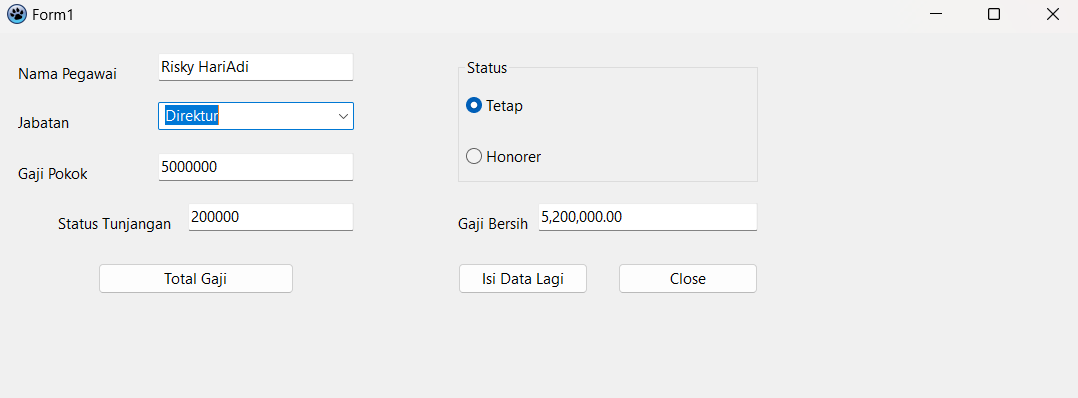 Form1
Nama Pegawai Risky HariAdi
Jabatan Direktur
Gaji Pokok 5000000
Status Tunjangan 200000
Status
Tetap
Honorer
Gaji Bersih 5,200,000.00
Total Gaji
Isi Data Lagi
Close